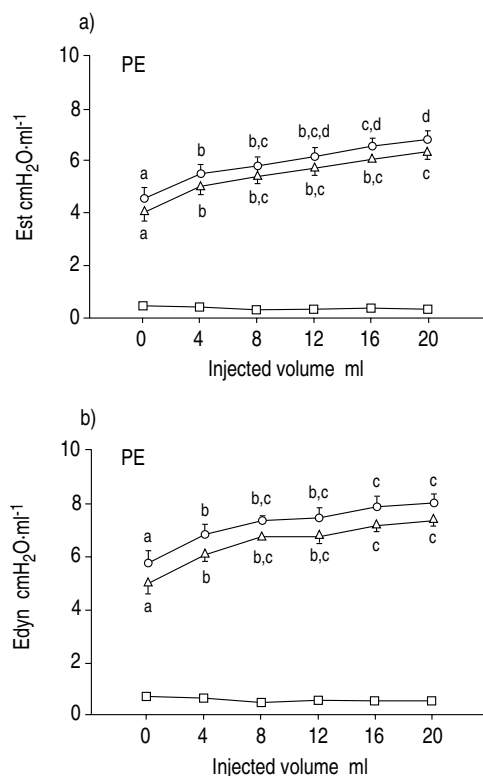 a)
10
PE
8
b,c,d
c,d
d
b
b,c
6
a
4
a
b
b,c
b,c
b,c
c
2
0
Est cmH₂O·ml⁻¹
0 4 8 12 16 20
Injected volume ml
b)
10
PE
8
a
b
b,c
b,c
c
c
6
4
a
b
b,c
b,c
c
c
2
0
Edyn cmH₂O·ml⁻¹
0 4 8 12 16 20
Injected volume ml